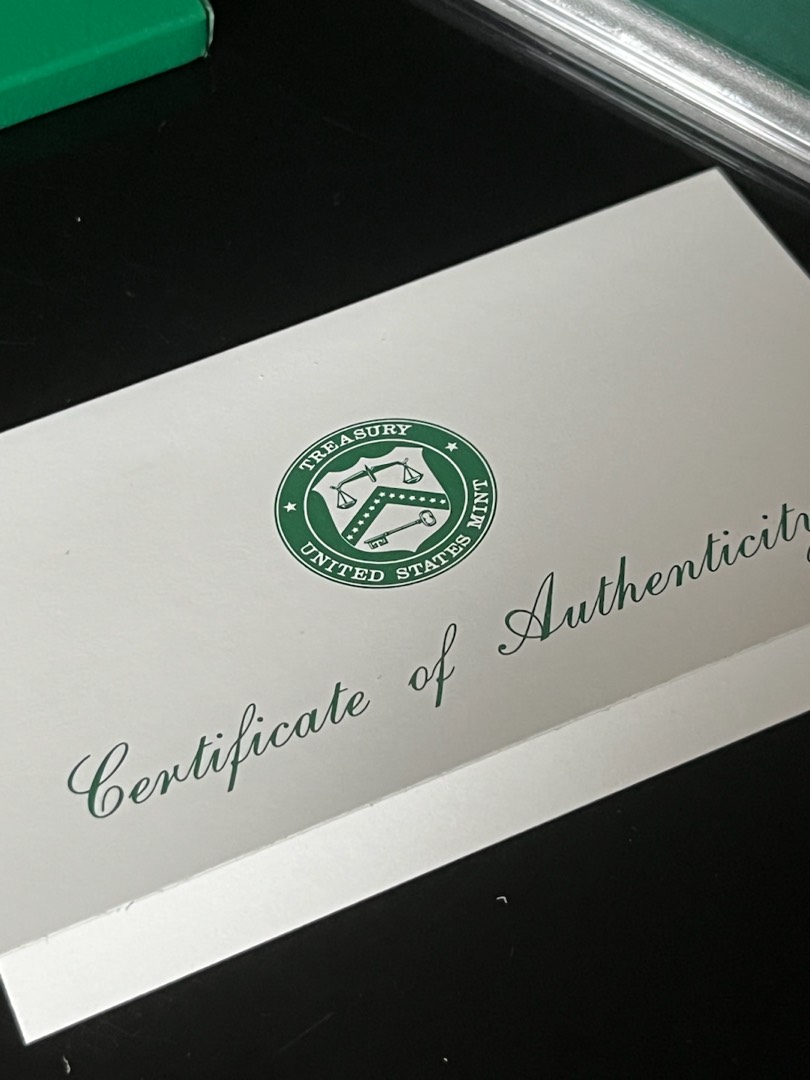 TREASURY
UNITED STATES MINT
Certificate of Authenticity